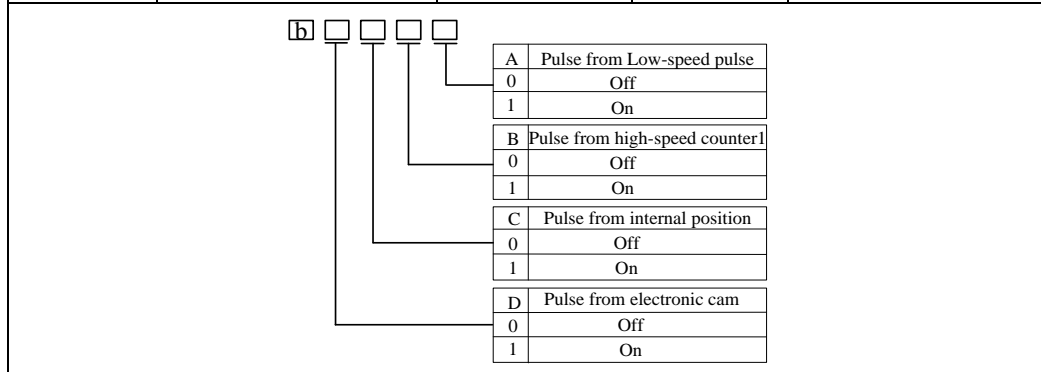 b
A Pulse from Low-speed pulse
0 Off
1 On
B Pulse from high-speed counter1
0 Off
1 On
C Pulse from internal position
0 Off
1 On
D Pulse from electronic cam
0 Off
1 On